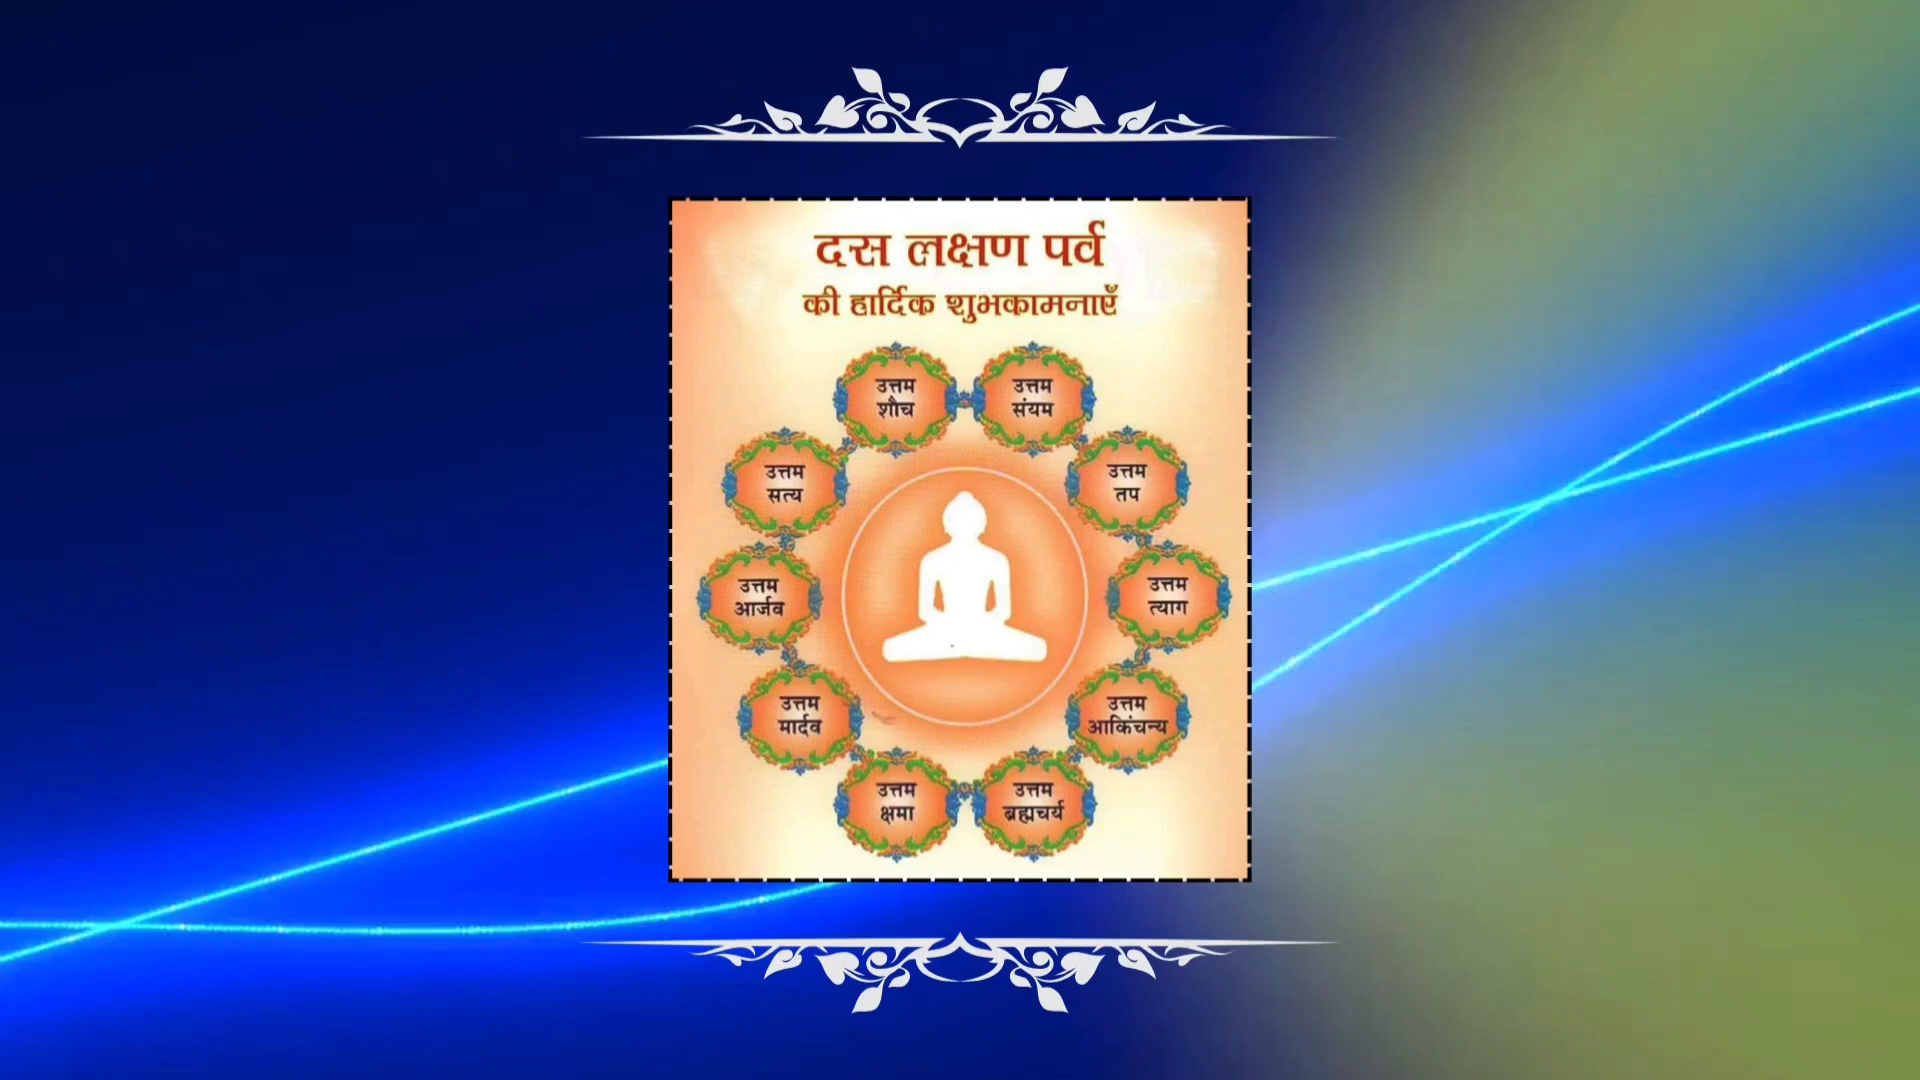 दस लक्षण पर्व
की हार्दिक शुभकामनाएँ
उत्तम
शौच
उत्तम
संयम
उत्तम
सत्य
उत्तम
तप
उत्तम
आर्जव
उत्तम
त्याग
उत्तम
मार्दव
उत्तम
आकिंचन्य
उत्तम
क्षमा
उत्तम
ब्रह्मचर्य